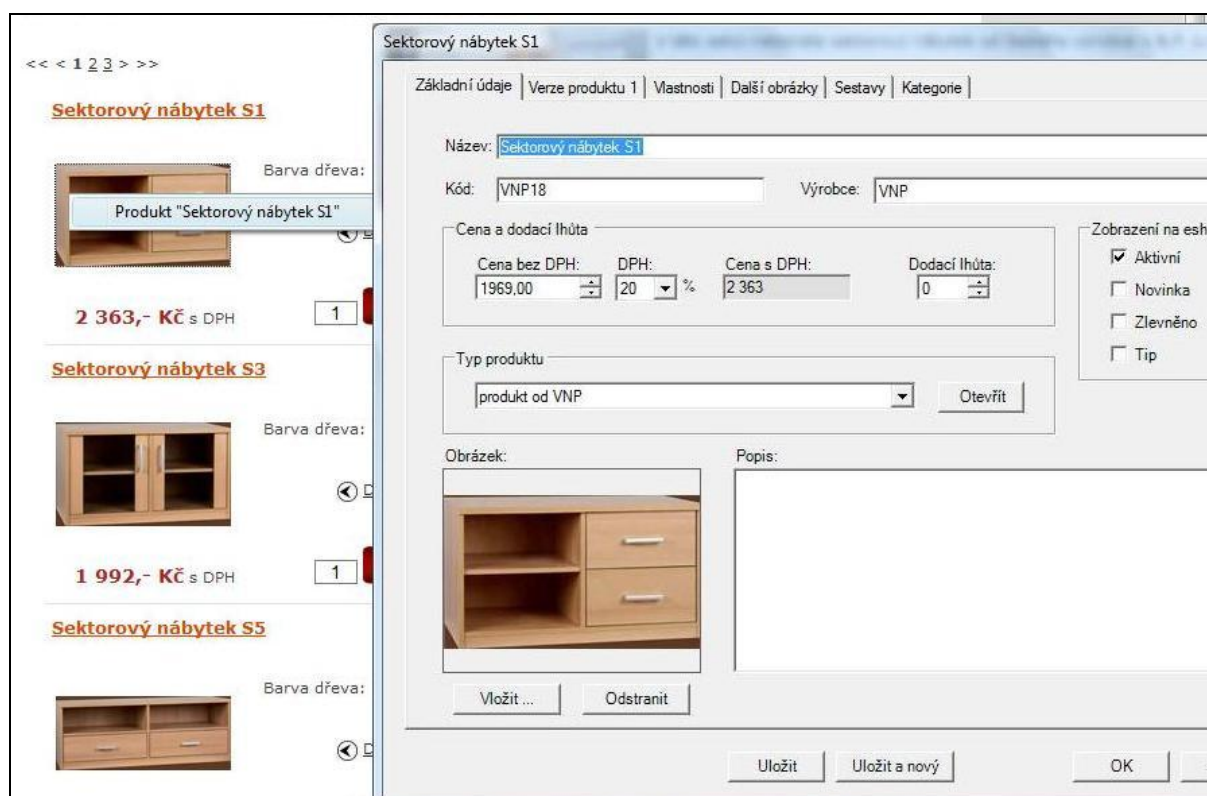 << < 1 2 3 > >>
Sektorový nábytek S1
Barva dřeva:
Produkt "Sektorový nábytek S1"
2 363,- Kč s DPH
1
Sektorový nábytek S3
Barva dřeva:
1 992,- Kč s DPH
1
Sektorový nábytek S5
Barva dřeva:
Sektorový nábytek S1
Základní údaje
Verze produktu 1
Vlastnosti
Další obrázky
Sestavy
Kategorie
Název: Sektorový nábytek S1
Kód: VNP18
Výrobce: VNP
Cena a dodací lhůta
Cena bez DPH: DPH: Cena s DPH: Dodací lhůta:
1969,00 20 % 2 363 0
Zobrazení na esh
Aktivní
Novinka
Zlevněno
Tip
Typ produktu
produkt od VNP
Otevřít
Obrázek:
Popis:
Vložit ...
Odstranit
Uložit
Uložit a nový
OK